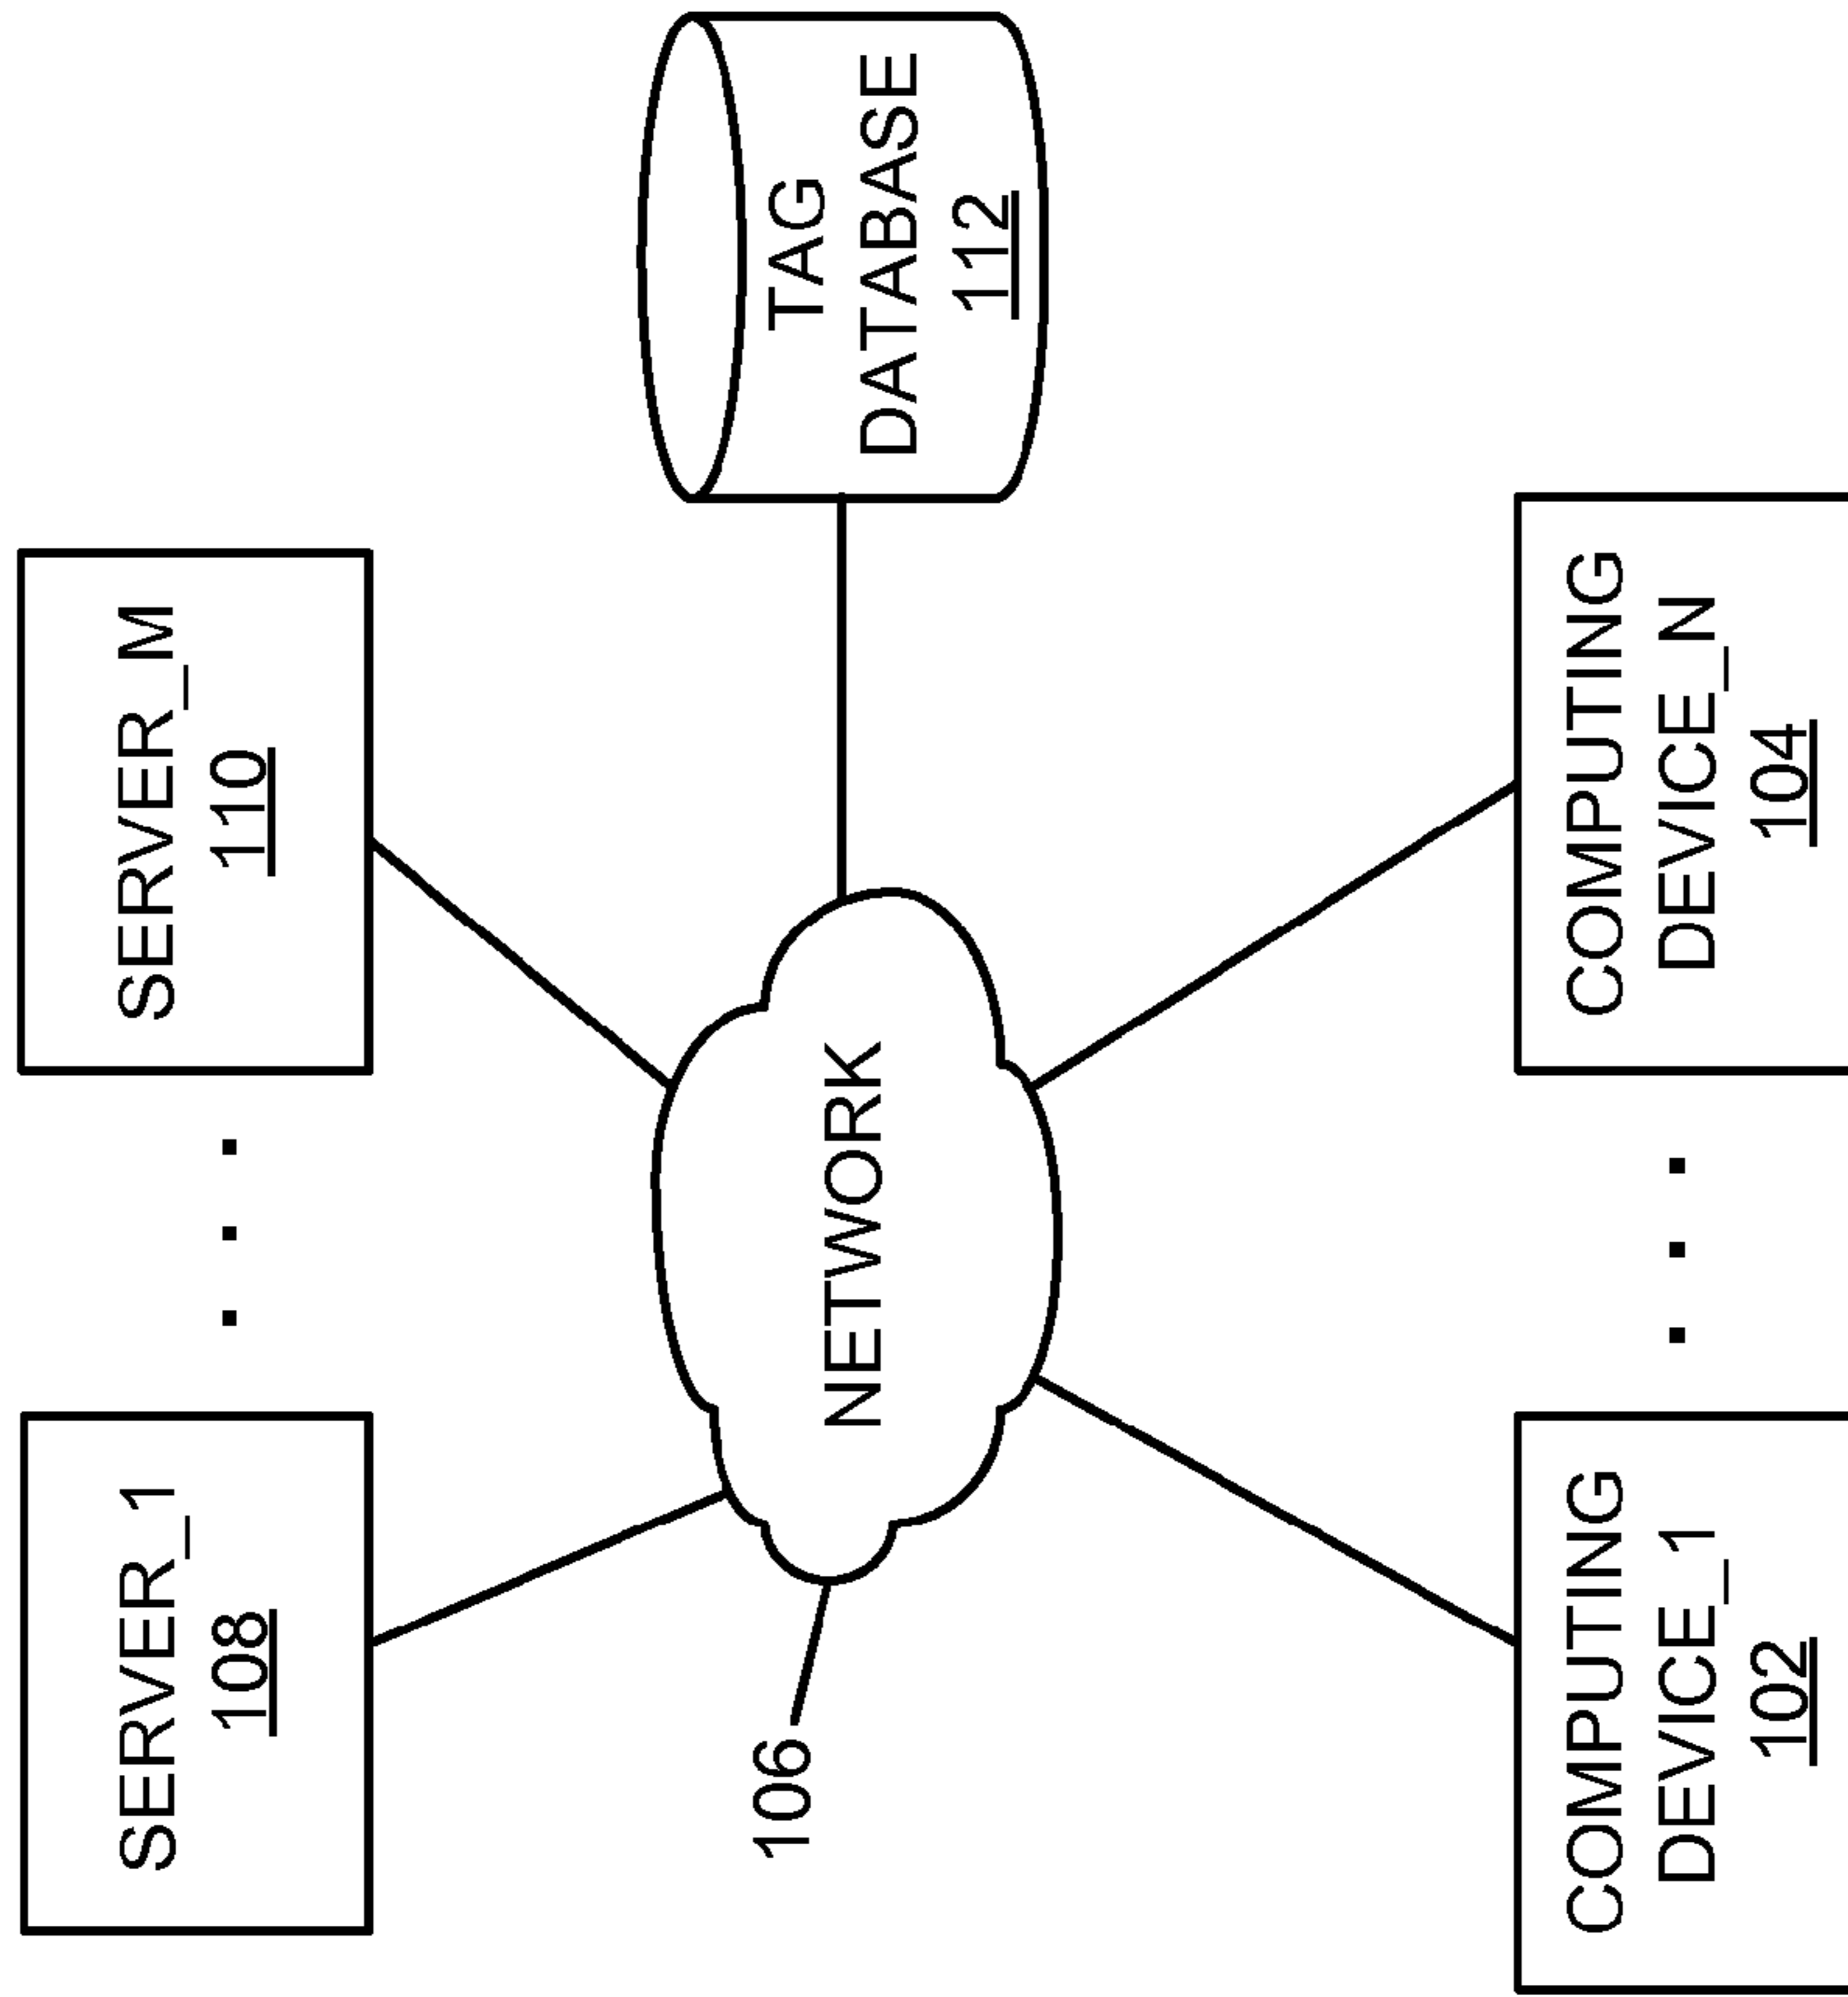 SERVER_1
108
. . .
SERVER_M
110
106
NETWORK
TAG
DATABASE
112
COMPUTING
DEVICE_1
102
. . .
COMPUTING
DEVICE_N
104